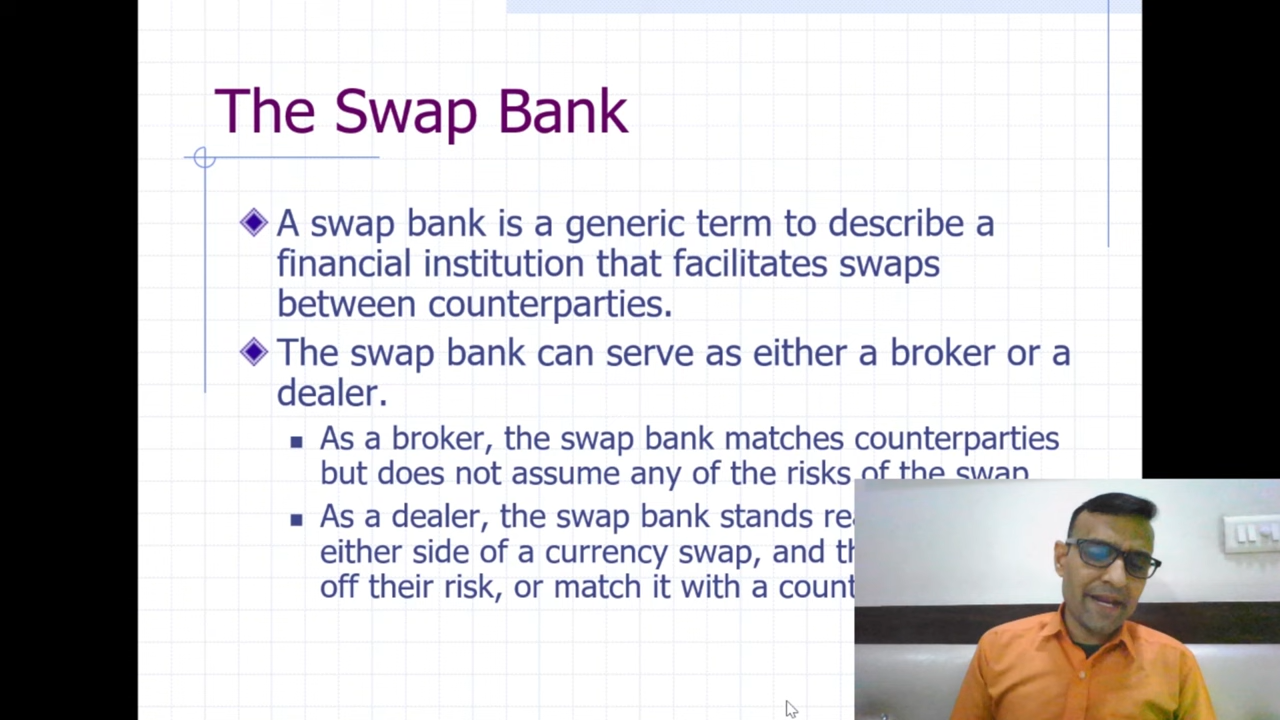 The Swap Bank
A swap bank is a generic term to describe a
financial institution that facilitates swaps
between counterparties.
The swap bank can serve as either a broker or a
dealer.
As a broker, the swap bank matches counterparties
but does not assume any of the risks of the swap
As a dealer, the swap bank stands
either side of a currency swap, and
off their risk, or match it with a